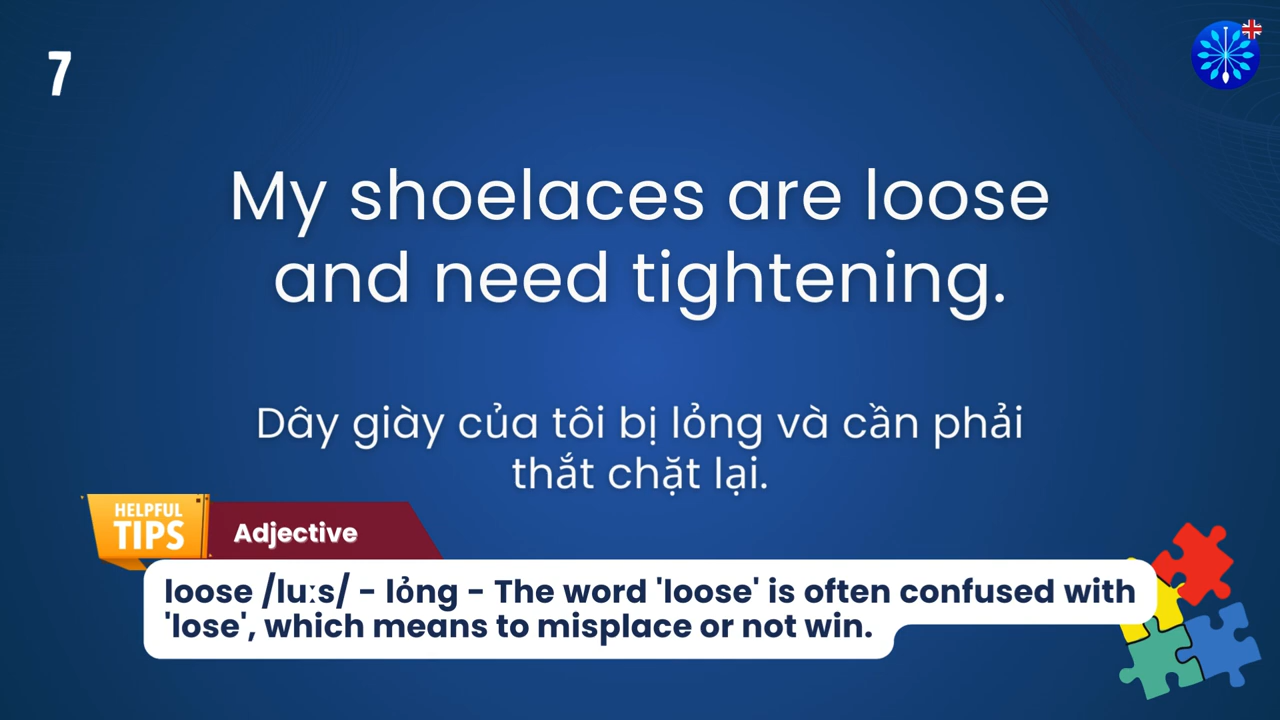 7
My shoelaces are loose
and need tightening.
Dây giày của tôi bị lỏng và cần phải
thắt chặt lại.
HELPFUL
TIPS
Adjective
loose /luːs/ - lỏng - The word 'loose' is often confused with
'lose', which means to misplace or not win.